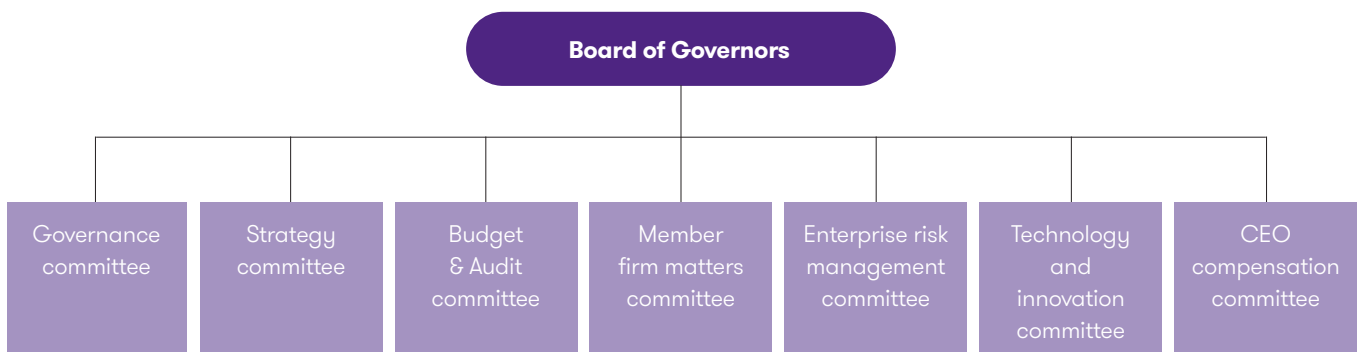 Board of Governors
Governance
committee
Strategy
committee
Budget
& Audit
committee
Member
firm matters
committee
Enterprise risk
management
committee
Technology
and
innovation
committee
CEO
compensation
committee